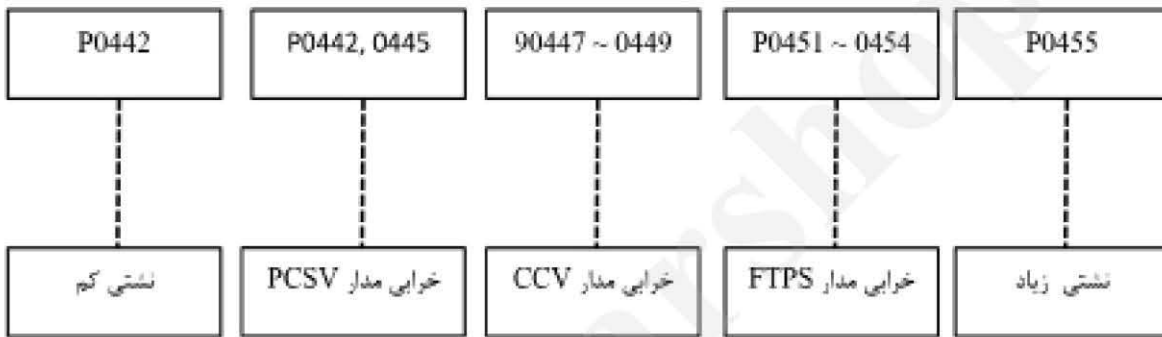 P0442
P0442, 0445
90447 ~ 0449
P0451 ~ 0454
P0455
نشتی کم
خرابی مدار PCSV
خرابی مدار CCV
خرابی مدار FTPS
نشتی زیاد